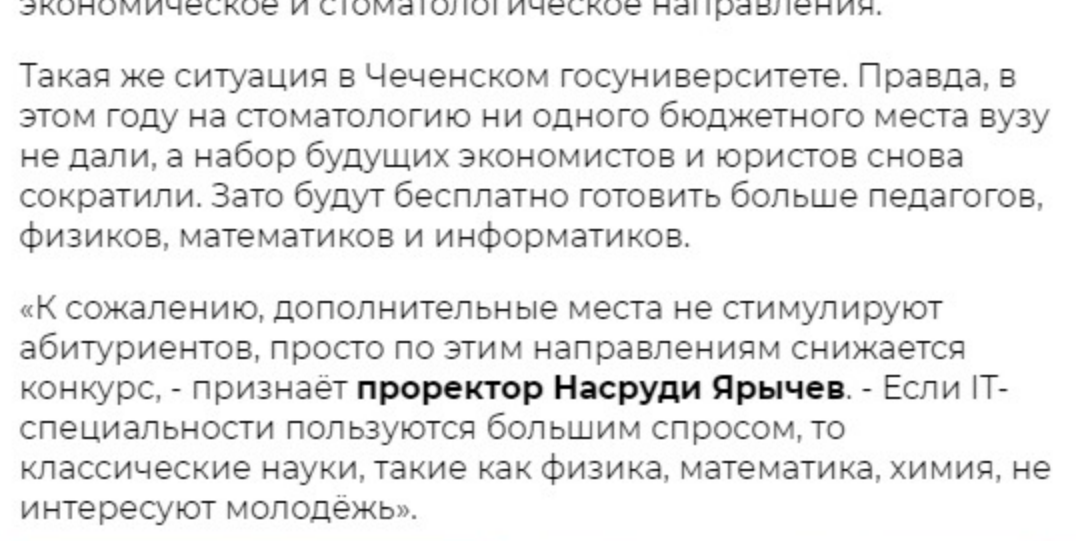 экономическое и стоматологическое направления.
Такая же ситуация в Чеченском госуниверситете. Правда, в
этом году на стоматологию ни одного бюджетного места вузу
не дали, а набор будущих экономистов и юристов снова
сократили. Зато будут бесплатно готовить больше педагогов,
физиков, математиков и информатиков.
«К сожалению, дополнительные места не стимулируют
абитуриентов, просто по этим направлениям снижается
конкурс, - признаёт проректор Насруди Ярычев. - Если IT-
специальности пользуются большим спросом, то
классические науки, такие как физика, математика, химия, не
интересуют молодёжь».